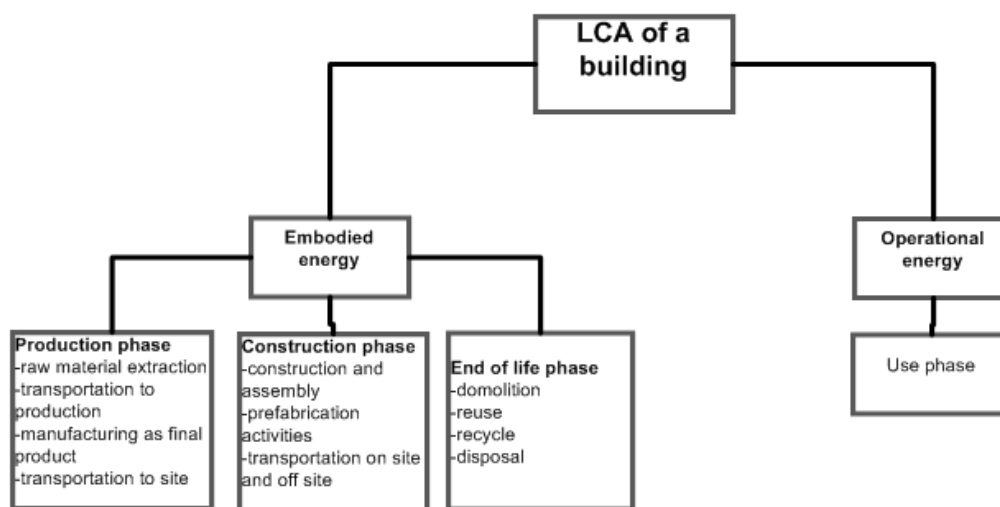 LCA of a
building
Embodied
energy
Operational
energy
Production phase
-raw material extraction
-transportation to
production
-manufacturing as final
product
-transportation to site
Construction phase
-construction and
assembly
-prefabrication
activities
-transportation on site
and off site
End of life phase
-domolition
-reuse
-recycle
-disposal
Use phase